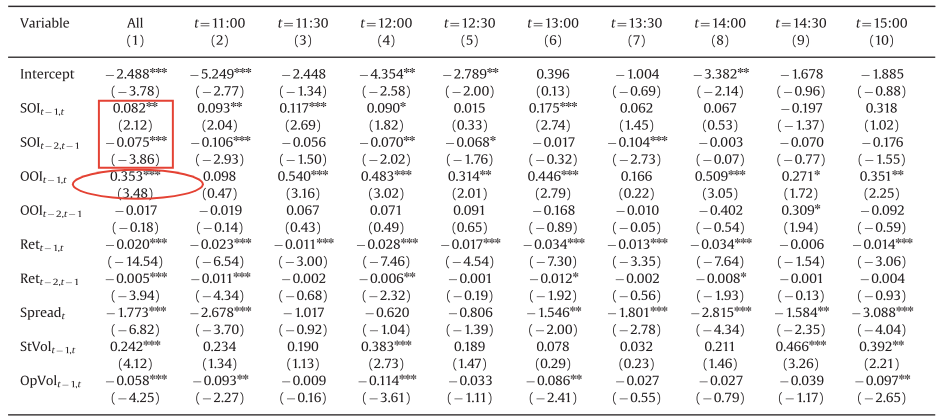 Variable All t=11:00 t=11:30 t=12:00 t=12:30 t=13:00 t=13:30 t=14:00 t=14:30 t=15:00
(1) (2) (3) (4) (5) (6) (7) (8) (9) (10)
Intercept −2.488*** −5.249*** −2.448 −4.354** −2.789** 0.396 −1.004 −3.382** −1.678 −1.885
(−3.78) (−2.77) (−1.34) (−2.58) (−2.00) (0.13) (−0.69) (−2.14) (−0.96) (−0.88)
SOIt−1,t 0.082** 0.093** 0.117*** 0.090* 0.015 0.175*** 0.062 0.067 −0.197 0.318
(2.12) (2.04) (2.69) (1.82) (0.33) (2.74) (1.45) (0.53) (−1.37) (1.02)
SOIt−2,t−1 −0.075*** −0.106*** −0.056 −0.070** −0.068* −0.017 −0.104*** −0.003 −0.070 −0.176
(−3.86) (−2.93) (−1.50) (−2.02) (−1.76) (−0.32) (−2.73) (−0.07) (−0.77) (−1.55)
OOIt−1,t 0.353*** 0.098 0.540*** 0.483*** 0.314** 0.446*** 0.166 0.509*** 0.271* 0.351**
(3.48) (0.47) (3.16) (3.02) (2.01) (2.79) (0.79) (3.05) (1.72) (2.25)
OOIt−2,t−1 −0.017 −0.019 0.067 0.071 0.091 −0.168 −0.010 −0.402 0.309* −0.092
(−0.18) (−0.14) (0.43) (0.49) (0.65) (−0.89) (−0.05) (−0.54) (1.94) (−0.59)
Rett−1,t −0.020*** −0.023*** −0.011*** −0.028*** −0.017*** −0.034*** −0.013*** −0.034*** −0.006 −0.014***
(−14.54) (−6.54) (−3.00) (−7.46) (−4.54) (−7.30) (−3.35) (−7.64) (−1.54) (−3.06)
Rett−2,t−1 −0.005*** −0.011*** −0.002 −0.006** −0.001 −0.012* −0.002 −0.008* −0.001 −0.004
(−3.94) (−4.34) (−0.68) (−2.32) (−0.19) (−1.92) (−0.56) (−1.93) (−0.13) (−0.93)
Spreadt −1.773*** −2.678*** −1.017 −0.620 −0.806 −1.546** −1.801*** −2.815*** −1.584** −3.088***
(−6.82) (−3.70) (−0.92) (−1.04) (−1.39) (−2.00) (−2.78) (−4.34) (−2.35) (−4.04)
StVolt−1,t 0.242*** 0.234 0.190 0.383*** 0.189 0.078 0.032 0.211 0.466*** 0.392**
(4.12) (1.34) (1.13) (2.73) (1.47) (0.29) (0.23) (1.46) (3.26) (2.21)
OpVolt−1,t −0.058*** −0.093** −0.009 −0.114*** −0.033 −0.086** −0.027 −0.027 −0.039 −0.097**
(−4.25) (−2.27) (−0.16) (−3.61) (−1.11) (−2.41) (−0.55) (−0.79) (−1.17) (−2.65)